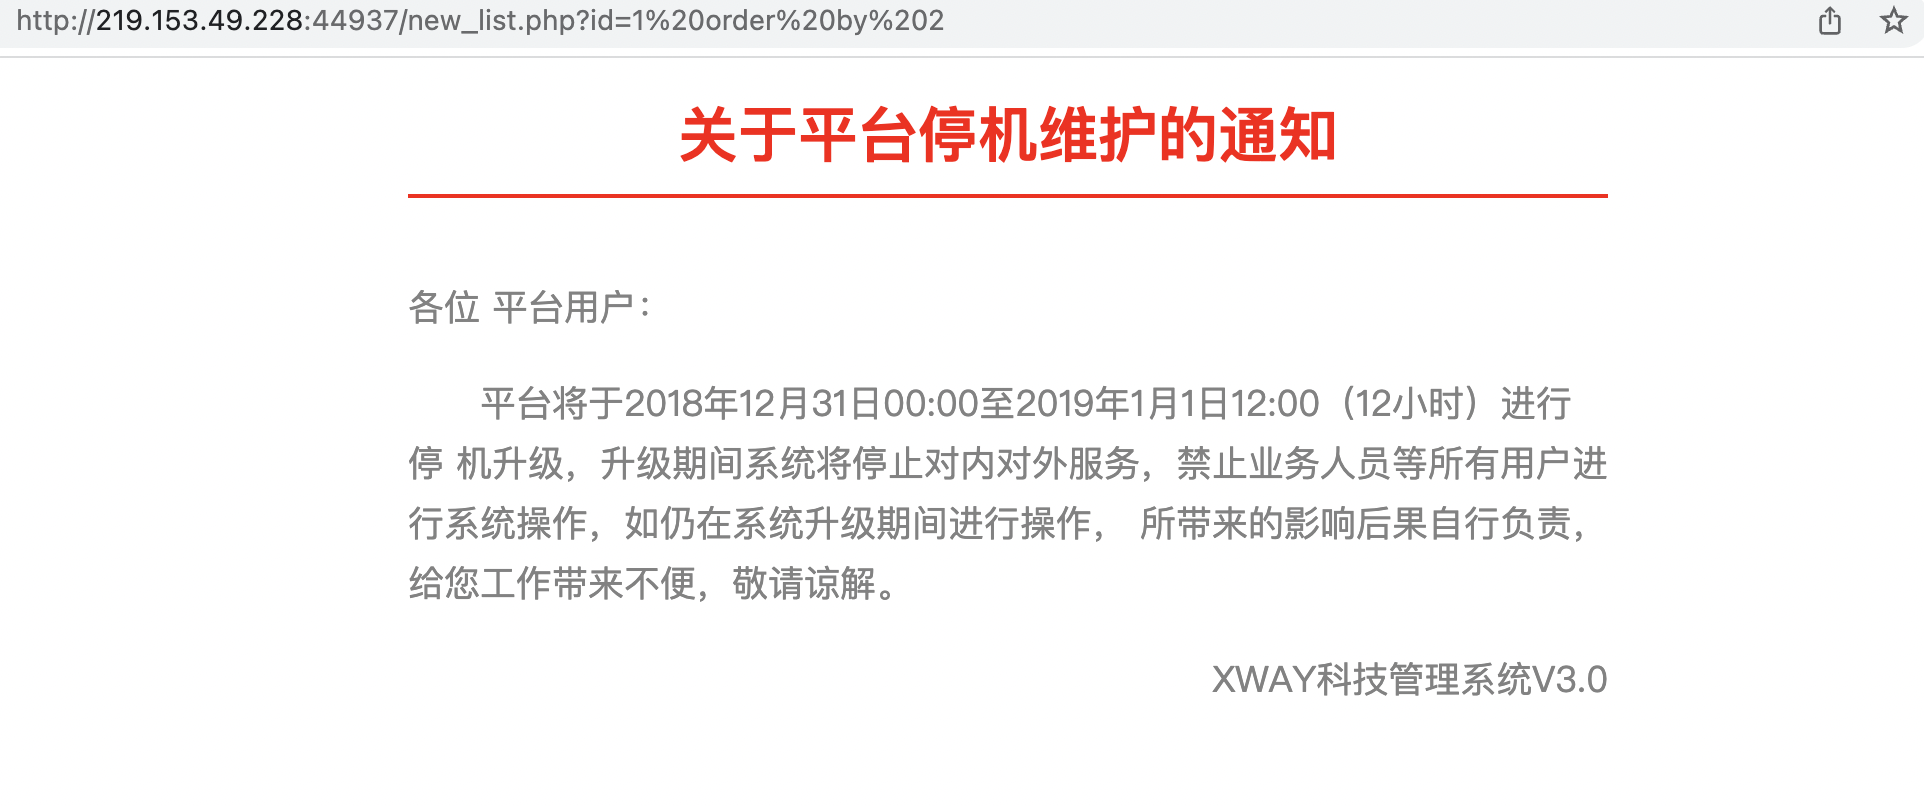 http://219.153.49.228:44937/new_list.php?id=1%20order%20by%202
关于平台停机维护的通知
各位 平台用户：
平台将于2018年12月31日00:00至2019年1月1日12:00（12小时）进行
停 机升级，升级期间系统将停止对内对外服务，禁止业务人员等所有用户进
行系统操作，如仍在系统升级期间进行操作， 所带来的影响后果自行负责，
给您工作带来不便，敬请谅解。
XWAY科技管理系统V3.0